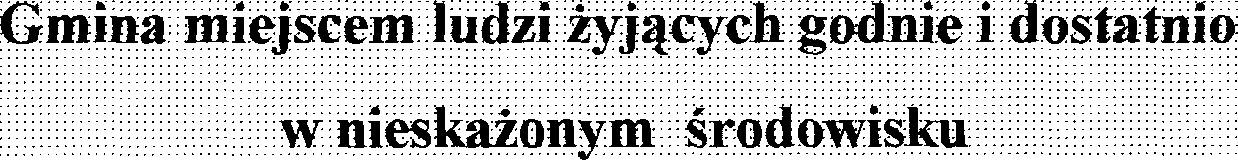 Gmina miejscem ludzi żyjących godnie i dostatnio
w nieskażonym środowisku